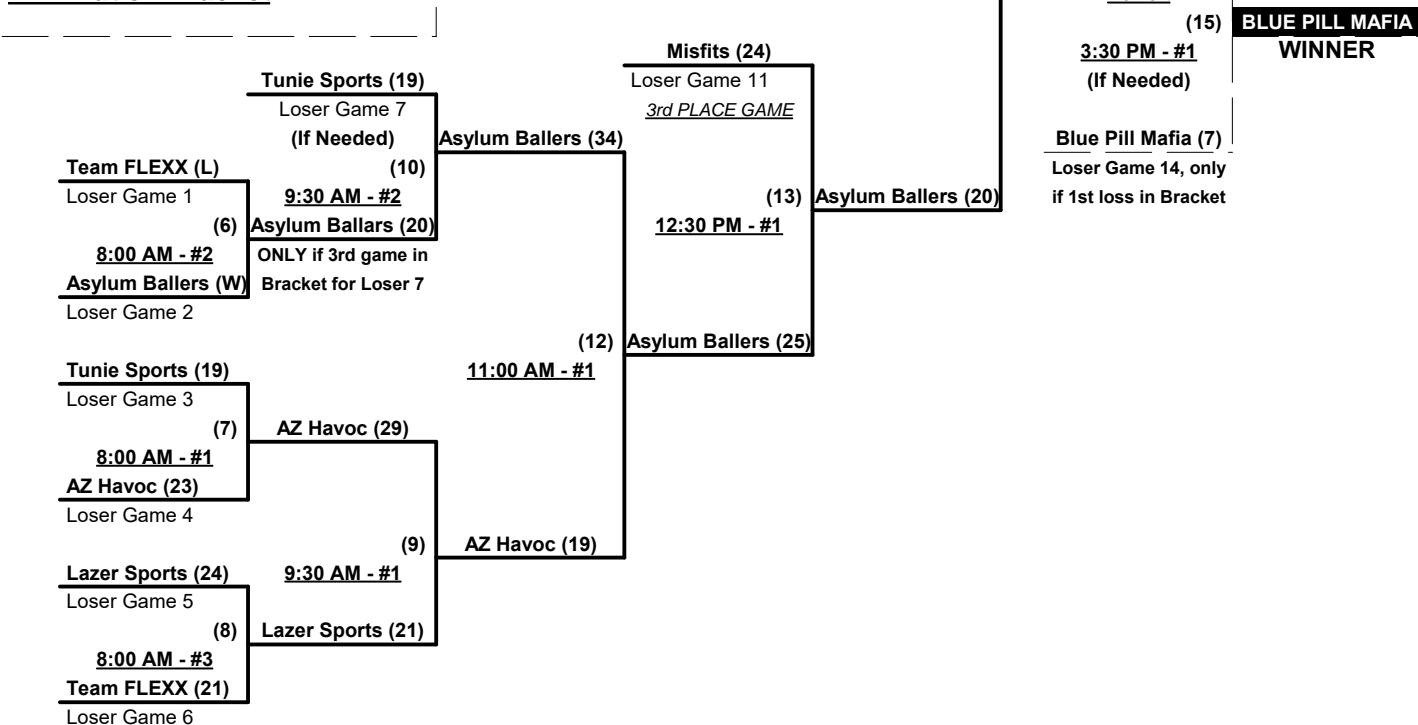 (15) BLUE PILL MAFIA
Misfits (24)
3:30 PM - #1
WINNER
Tunie Sports (19)
Loser Game 11
(If Needed)
Loser Game 7
3rd PLACE GAME
(If Needed)
Asylum Ballers (34)
Blue Pill Mafia (7)
Team FLEXX (L)
(10)
Loser Game 14, only
Loser Game 1
9:30 AM - #2
(13)
Asylum Ballers (20)
if 1st loss in Bracket
(6)
Asylum Ballars (20)
12:30 PM - #1
8:00 AM - #2
ONLY if 3rd game in
Asylum Ballers (W)
Bracket for Loser 7
Loser Game 2
(12)
Asylum Ballers (25)
Tunie Sports (19)
11:00 AM - #1
Loser Game 3
(7)
AZ Havoc (29)
8:00 AM - #1
AZ Havoc (23)
Loser Game 4
(9)
AZ Havoc (19)
Lazer Sports (24)
9:30 AM - #1
Loser Game 5
(8)
Lazer Sports (21)
8:00 AM - #3
Team FLEXX (21)
Loser Game 6